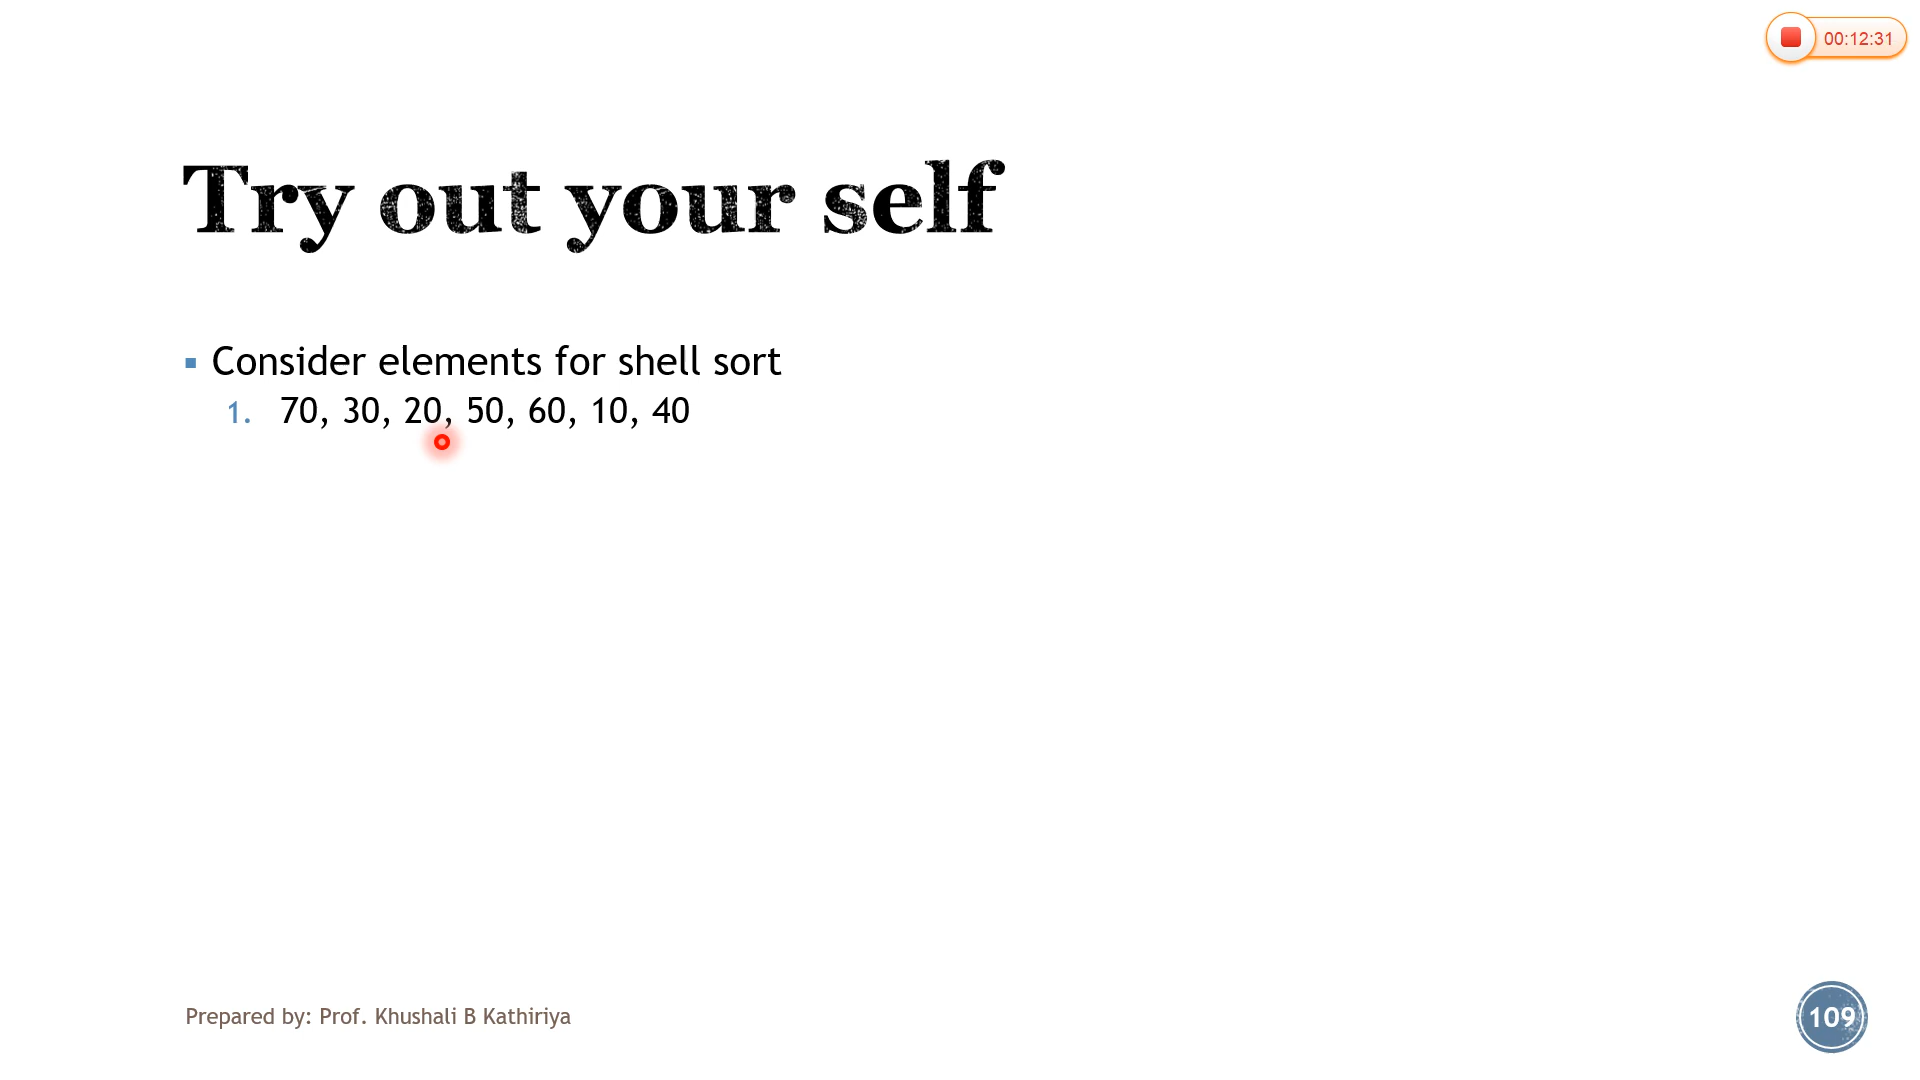 00:12:31
Try out your self
▪ Consider elements for shell sort
1. 70, 30, 20, 50, 60, 10, 40
Prepared by: Prof. Khushali B Kathiriya
109